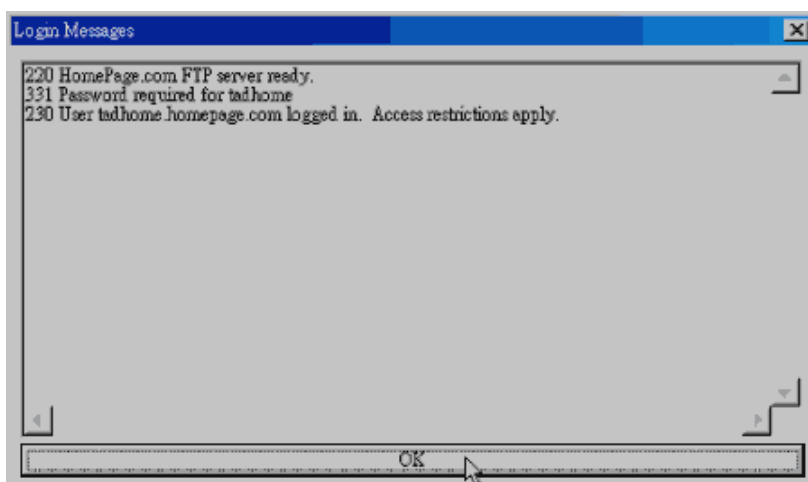 Login Messages
220 HomePage.com FTP server ready.
331 Password required for tadhome
230 User tadhome.homepage.com logged in.  Access restrictions apply.
OK